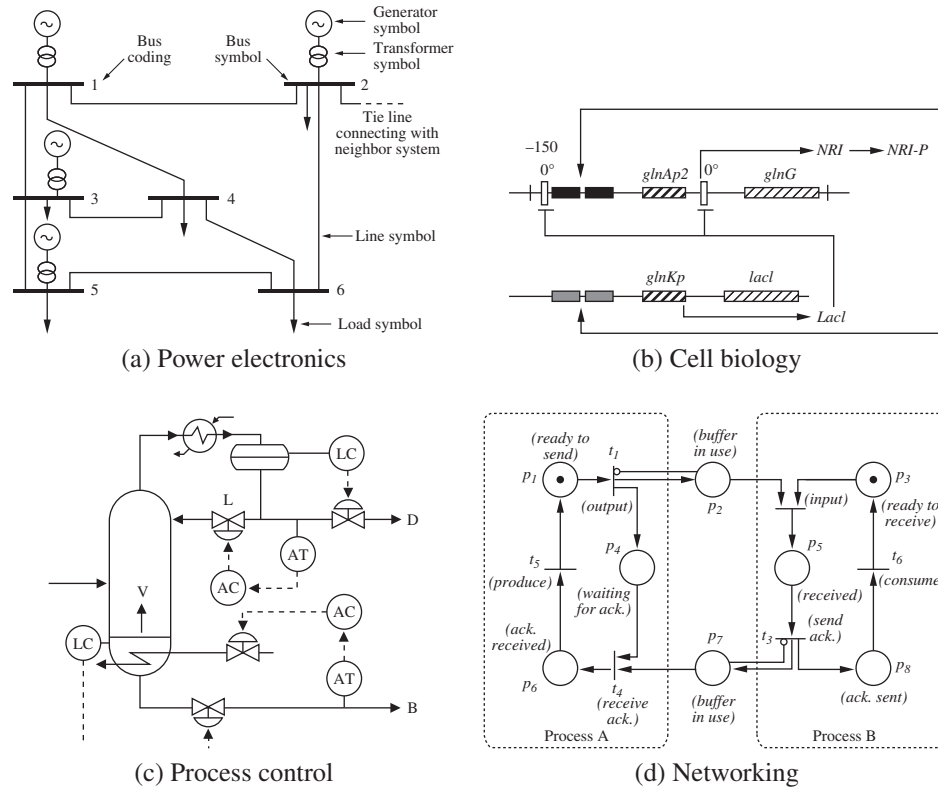 Generator
symbol
Transformer
symbol
Bus
coding
Bus
symbol
1
2
Tie line
connecting with
neighbor system
3
4
Line symbol
5
6
Load symbol
(a) Power electronics
NRI
NRI-P
–150
0°
glnAp2
0°
glnG
glnKp
lacl
Lacl
(b) Cell biology
LC
L
D
AT
AC
V
AC
LC
AT
B
(c) Process control
(ready to
send)
t1
(buffer
in use)
p1
p3
(output)
p2
(input)
(ready to
receive)
p4
p5
t5
t6
(produce)
(waiting
for ack.)
(received)
(consume
(ack.
received)
p7
t3
(send
ack.)
p6
t4
p8
(receive
ack.)
(buffer
in use)
(ack. sent)
Process A
Process B
(d) Networking